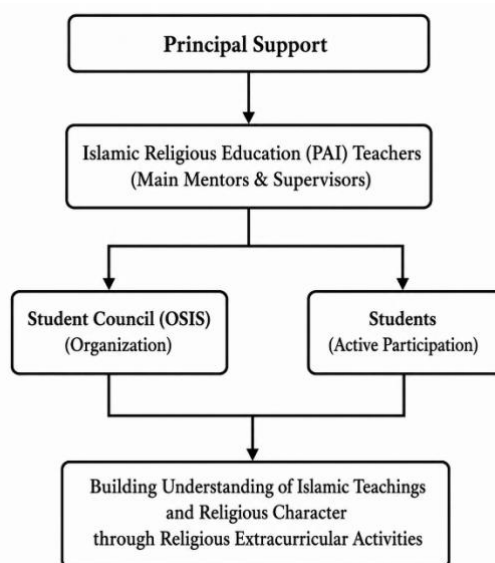 Principal Support
Islamic Religious Education (PAI) Teachers
(Main Mentors & Supervisors)
Student Council (OSIS)
(Organization)
Students
(Active Participation)
Building Understanding of Islamic Teachings
and Religious Character
through Religious Extracurricular Activities